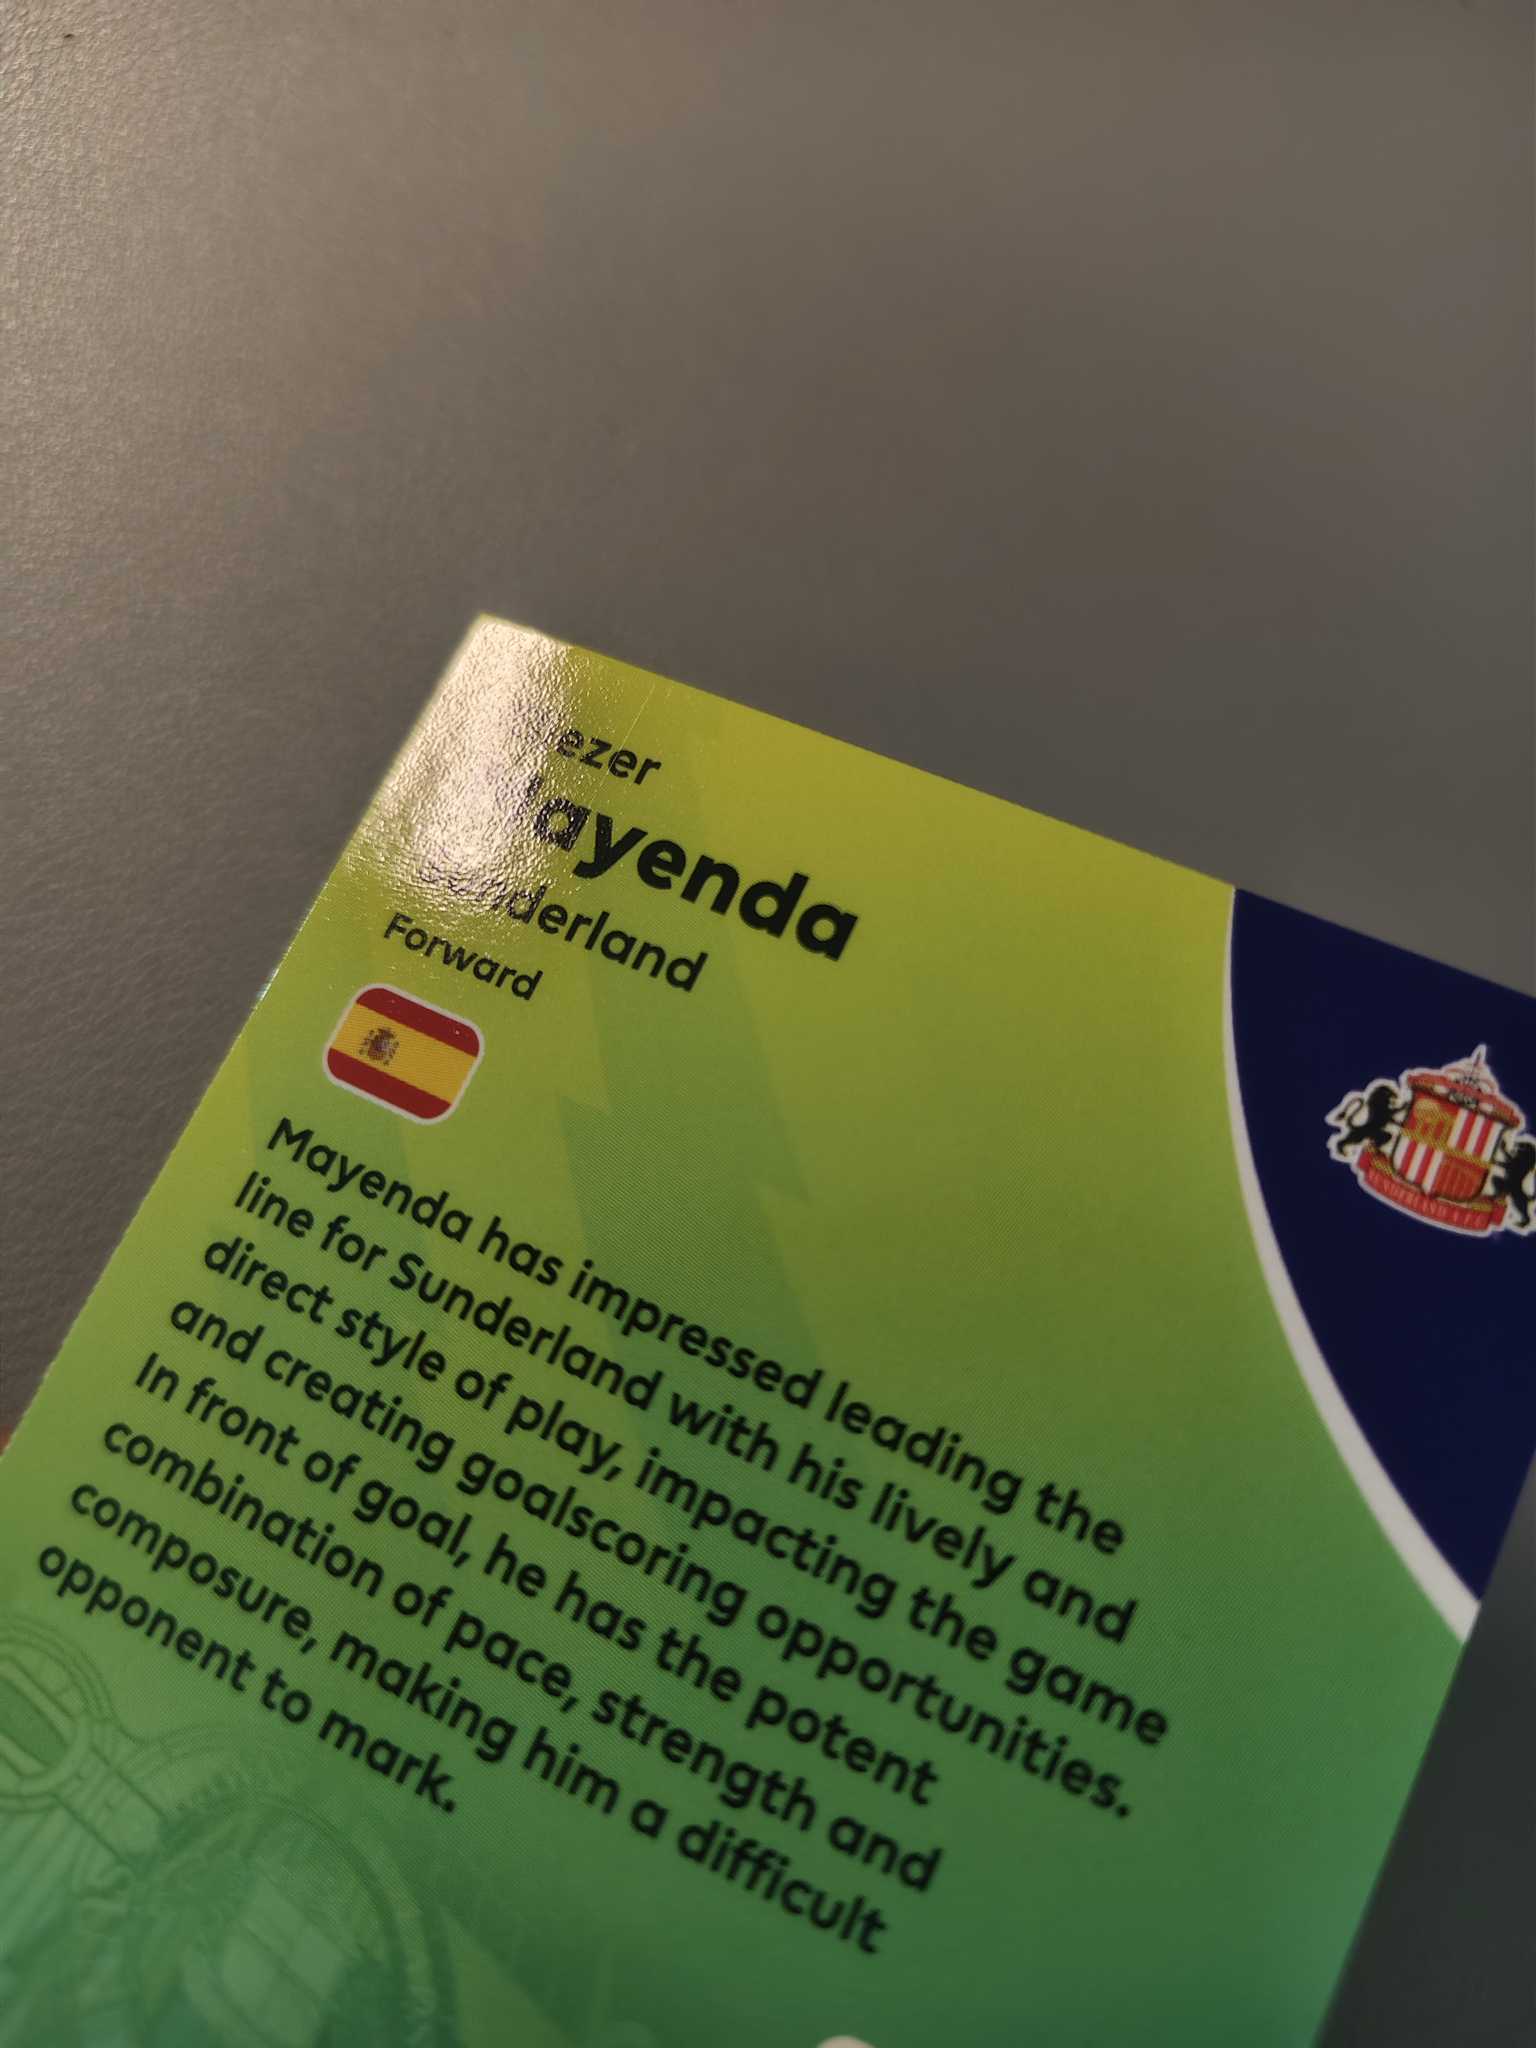 ayenda
Sunderland
Forward
Mayenda has impressed leading the
line for Sunderland with his lively and
direct style of play, impacting the game
and creating goalscoring opportunities.
In front of goal, he has the potent
combination of pace, strength and
composure, making him a difficult
opponent to mark.
SUNDERLAND A.F.C